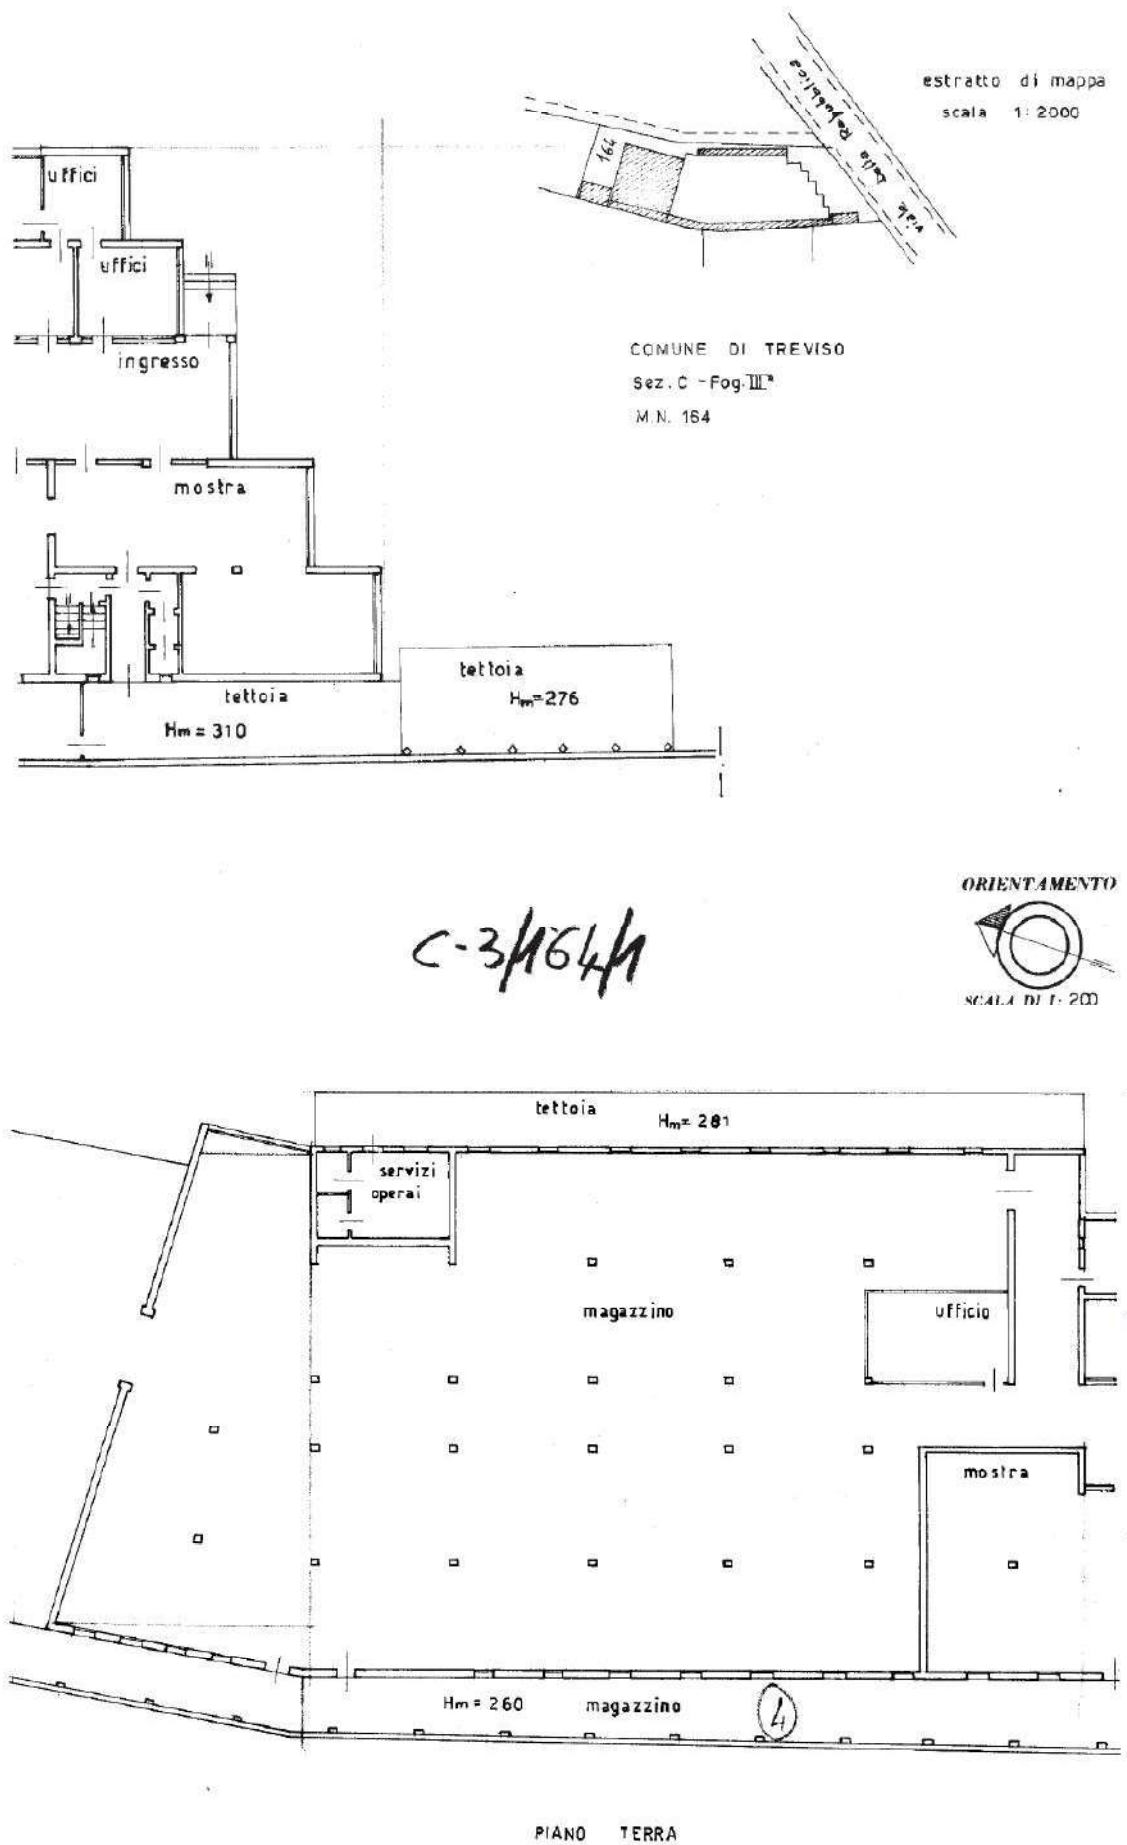 estratto di mappa
scala 1:2000
viale della Repubblica
164
COMUNE DI TREVISO
Sez. C - Fog. III ª
M.N. 164
uffici
uffici
ingresso
mostra
tettoia
Hm = 310
tettoia
Hm=276
C-3/164/1
ORIENTAMENTO
SCALA DI 1: 200
tettoia
Hm= 281
servizi
operai
magazzino
ufficio
mostra
Hm = 260 magazzino
4
PIANO TERRA